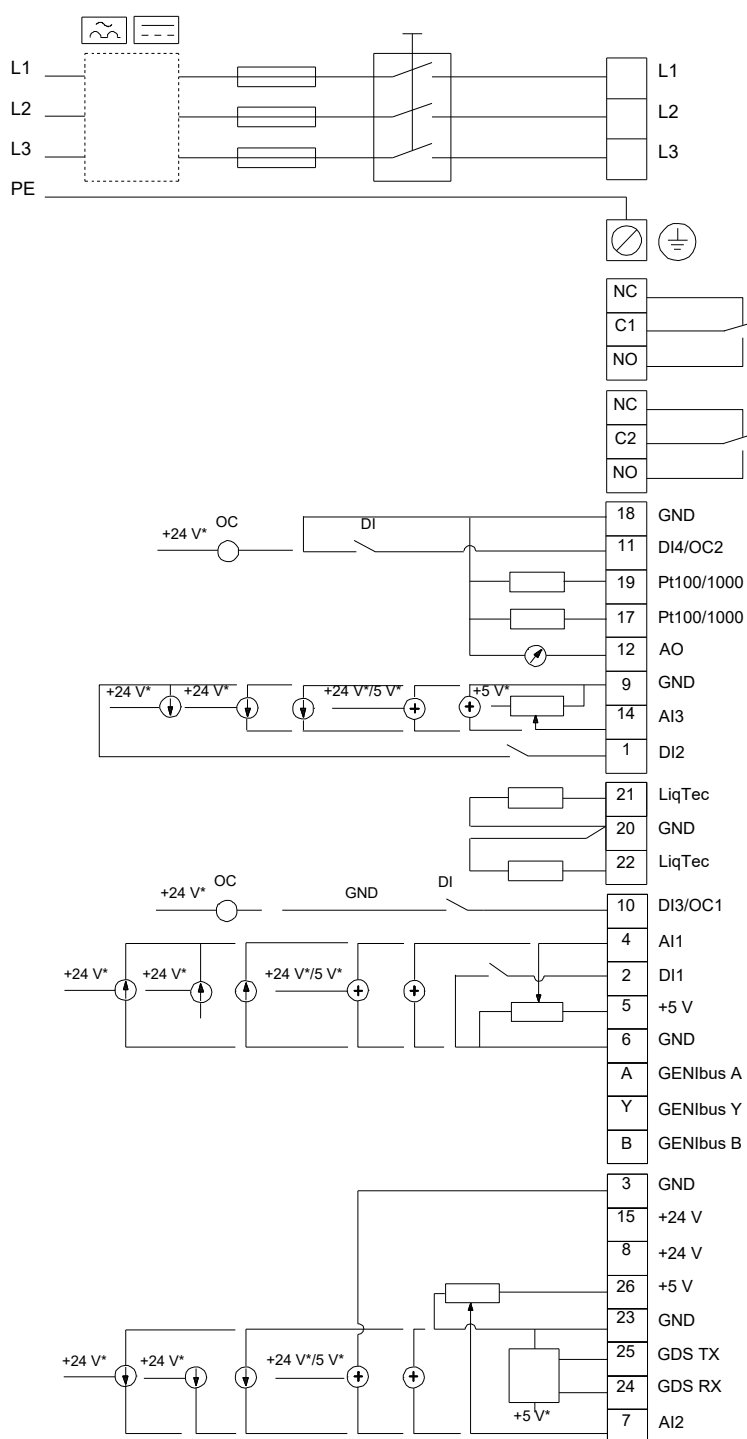 L1 L1
L2 L2
L3 L3
PE
NC
C1
NO
NC
C2
NO
18 GND
+24 V* OC DI 11 DI4/OC2
19 Pt100/1000
17 Pt100/1000
12 AO
9 GND
+24 V* +24 V* +24 V*/5 V* +5 V*
14 AI3
1 DI2
21 LiqTec
20 GND
22 LiqTec
+24 V* OC GND DI 10 DI3/OC1
4 AI1
+24 V* +24 V* +24 V*/5 V* 2 DI1
5 +5 V
6 GND
A GENIbus A
Y GENIbus Y
B GENIbus B
3 GND
15 +24 V
8 +24 V
26 +5 V
23 GND
25 GDS TX
+24 V* +24 V* +24 V*/5 V*
24 GDS RX
+5 V*
7 AI2